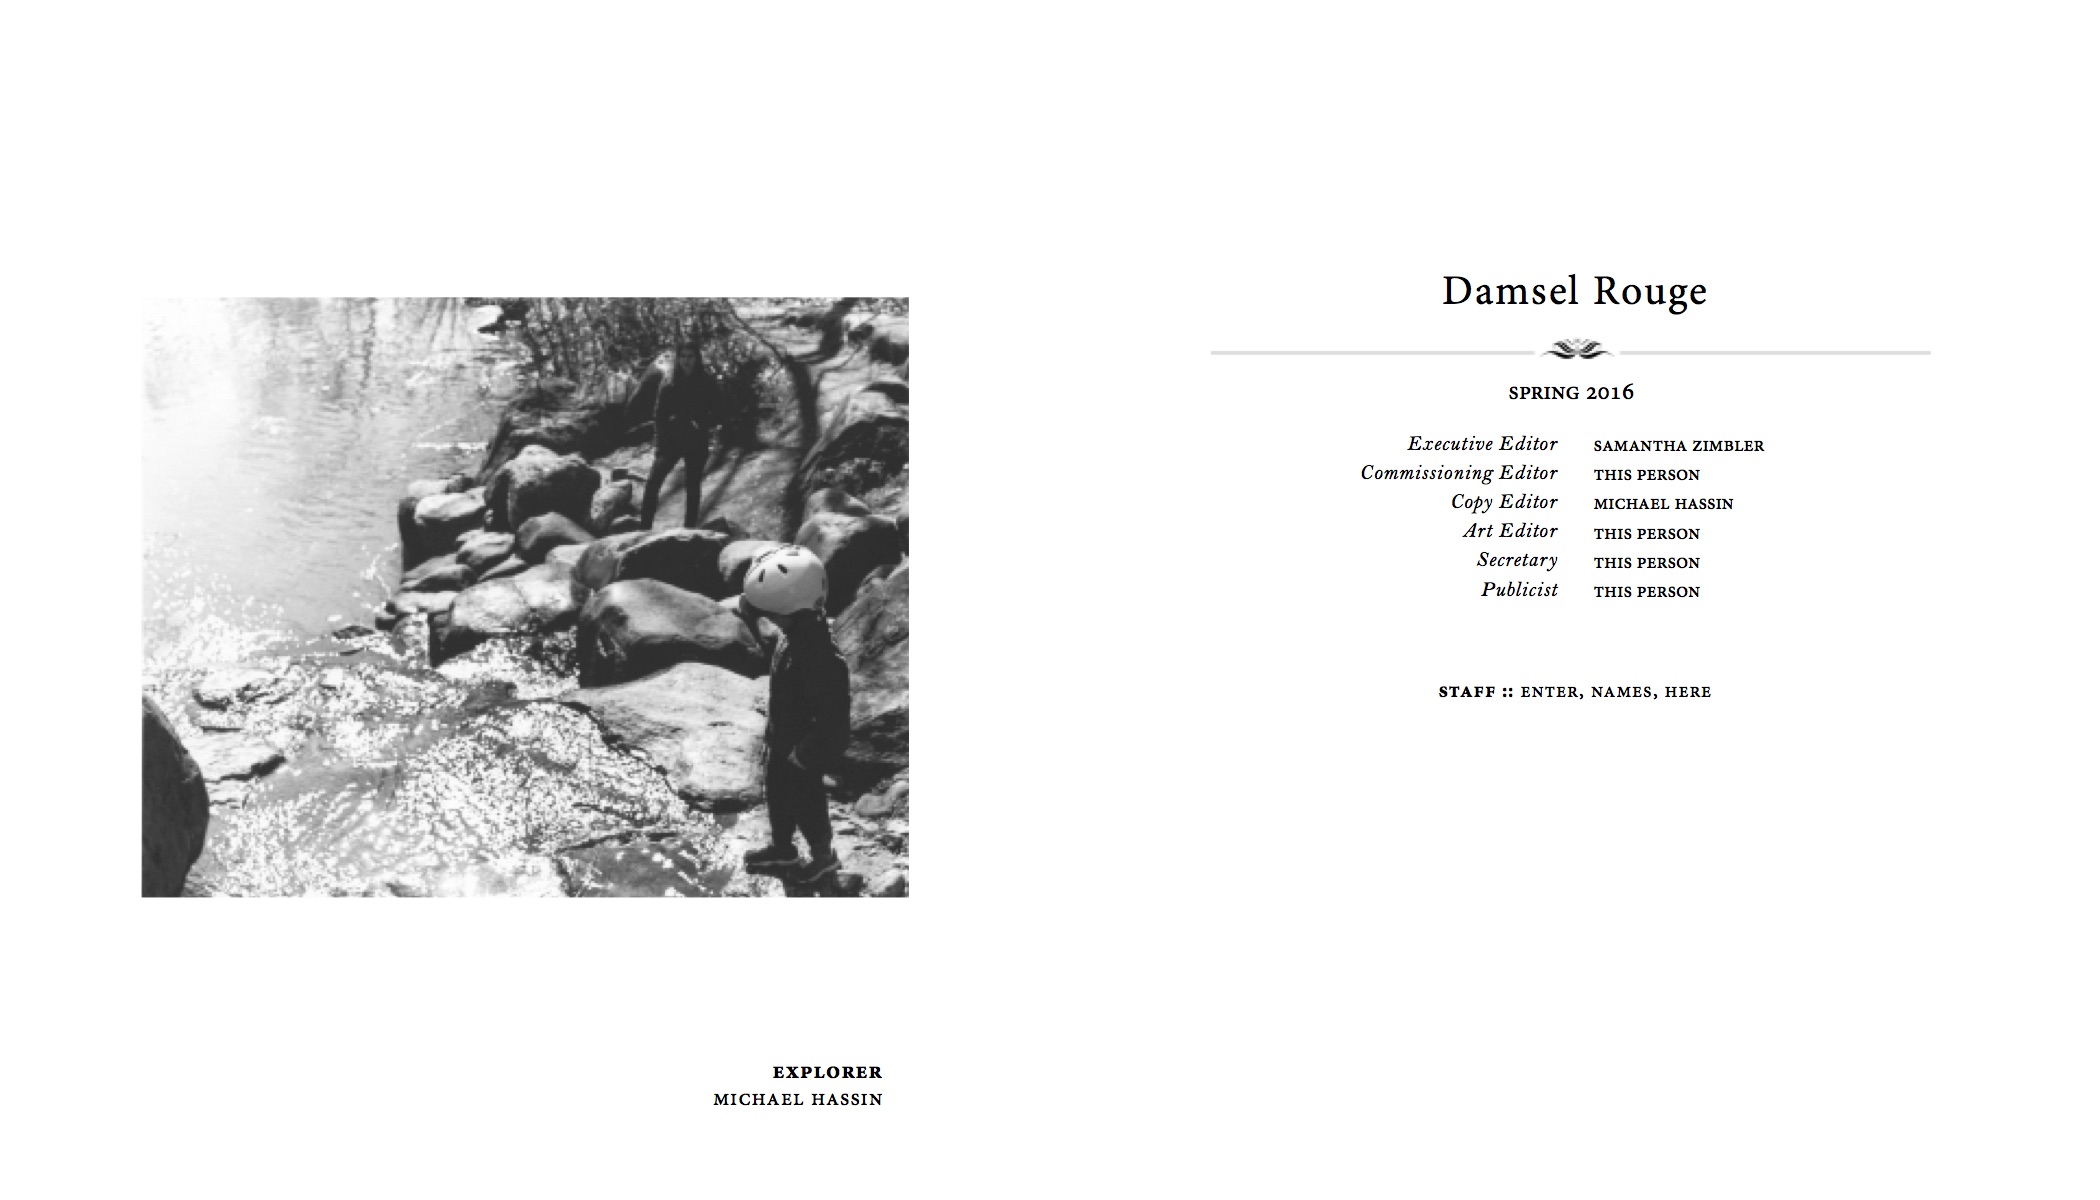 EXPLORER
MICHAEL HASSIN
Damsel Rouge
SPRING 2016
Executive Editor SAMANTHA ZIMBLER
Commissioning Editor THIS PERSON
Copy Editor MICHAEL HASSIN
Art Editor THIS PERSON
Secretary THIS PERSON
Publicist THIS PERSON
STAFF :: ENTER, NAMES, HERE